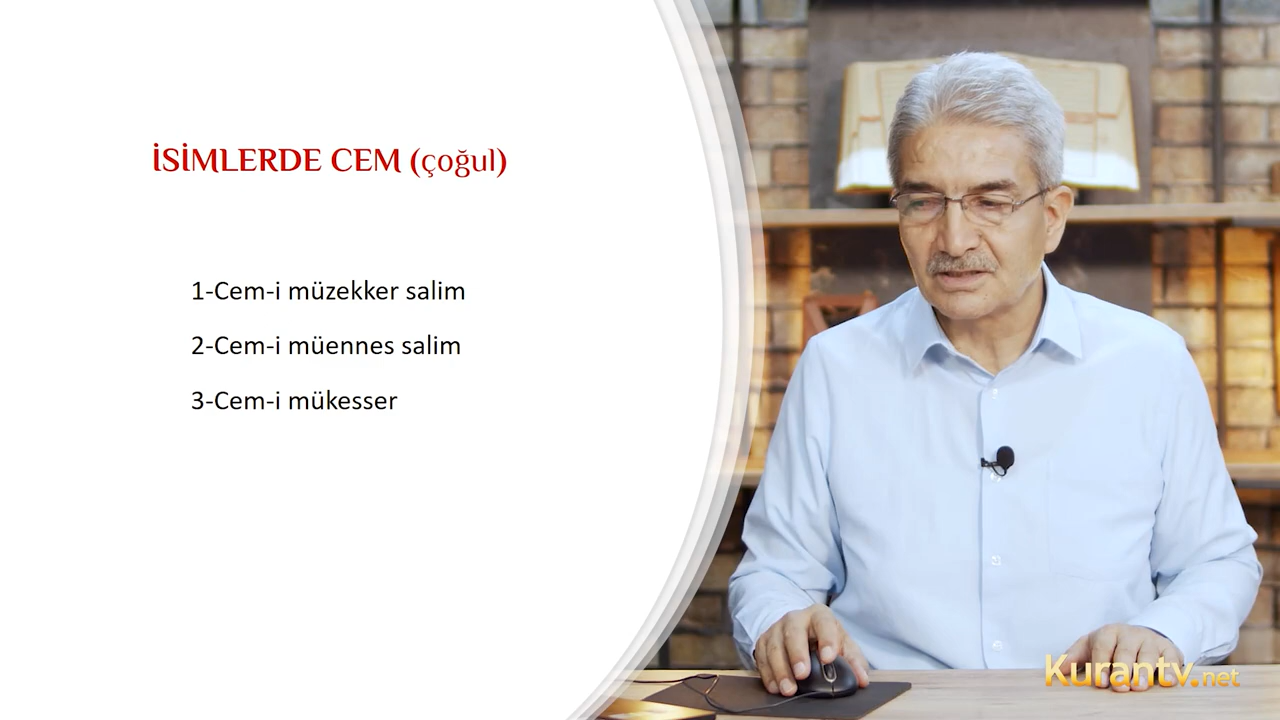 İSİMLERDE CEM (çoğul)
1-Cem-i müzekker salim
2-Cem-i müennes salim
3-Cem-i mükesser
Kurantv.net